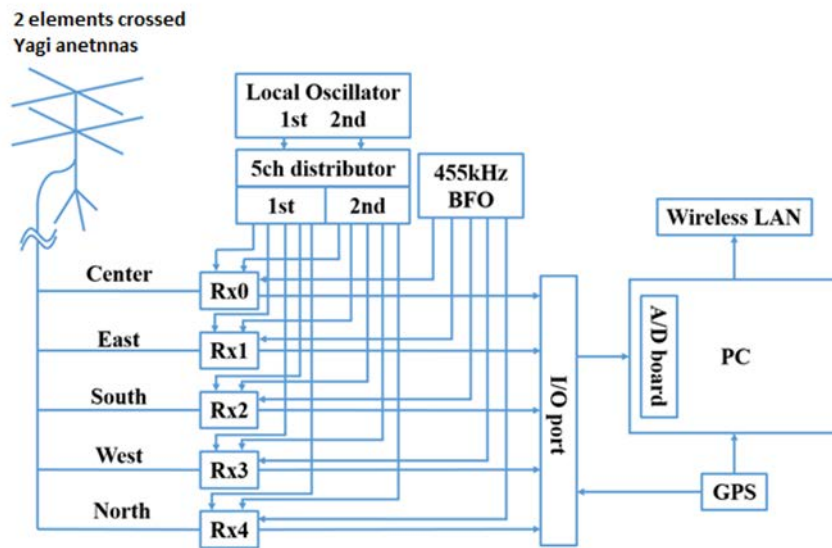 2 elements crossed
Yagi anetnnas
Local Oscillator
1st 2nd
5ch distributor
1st 2nd
455kHz
BFO
Wireless LAN
Center
Rx0
East
Rx1
South
Rx2
West
Rx3
North
Rx4
I/O port
A/D board
PC
GPS